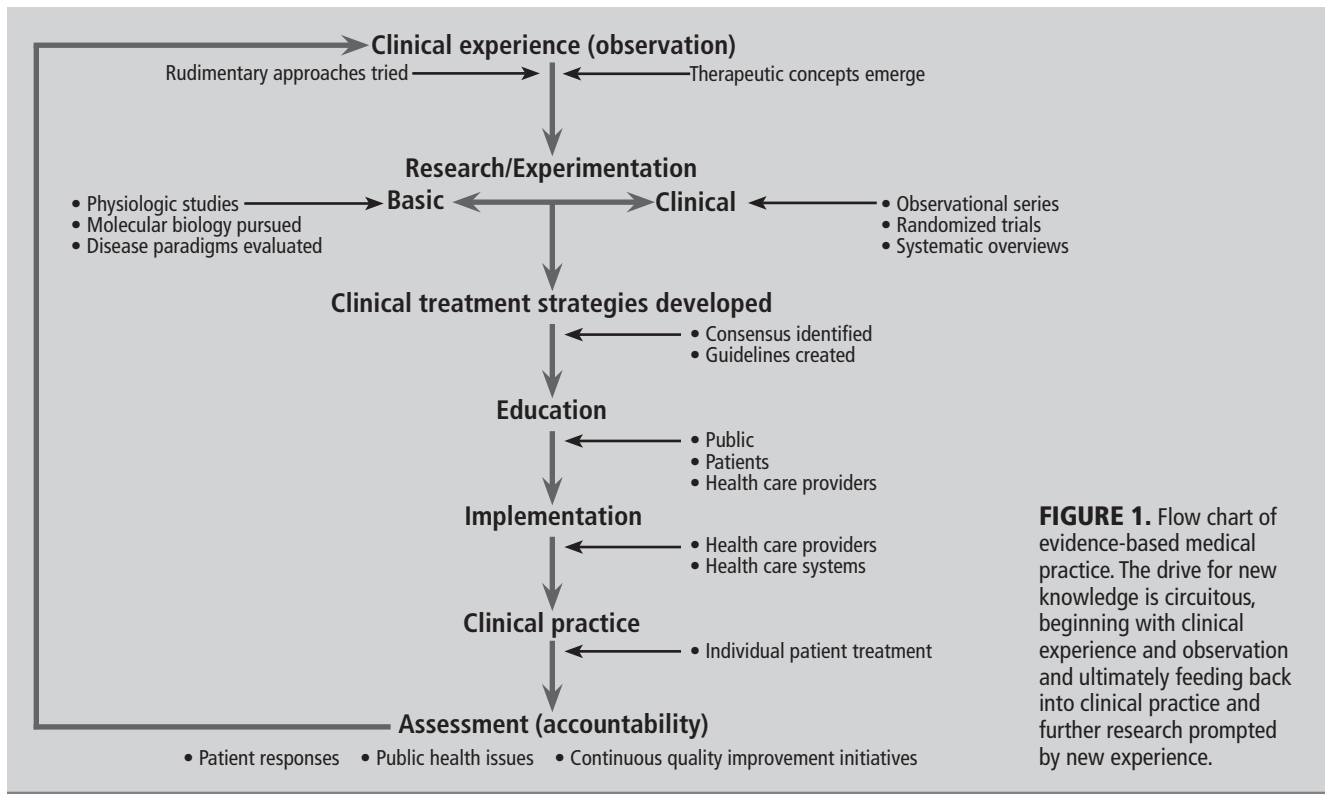 Clinical experience (observation)
Rudimentary approaches tried
Therapeutic concepts emerge
Research/Experimentation
Basic
Clinical
• Physiologic studies
• Molecular biology pursued
• Disease paradigms evaluated
• Observational series
• Randomized trials
• Systematic overviews
Clinical treatment strategies developed
• Consensus identified
• Guidelines created
Education
• Public
• Patients
• Health care providers
Implementation
• Health care providers
• Health care systems
Clinical practice
• Individual patient treatment
Assessment (accountability)
• Patient responses • Public health issues • Continuous quality improvement initiatives
FIGURE 1. Flow chart of
evidence-based medical
practice. The drive for new
knowledge is circuitous,
beginning with clinical
experience and observation
and ultimately feeding back
into clinical practice and
further research prompted
by new experience.